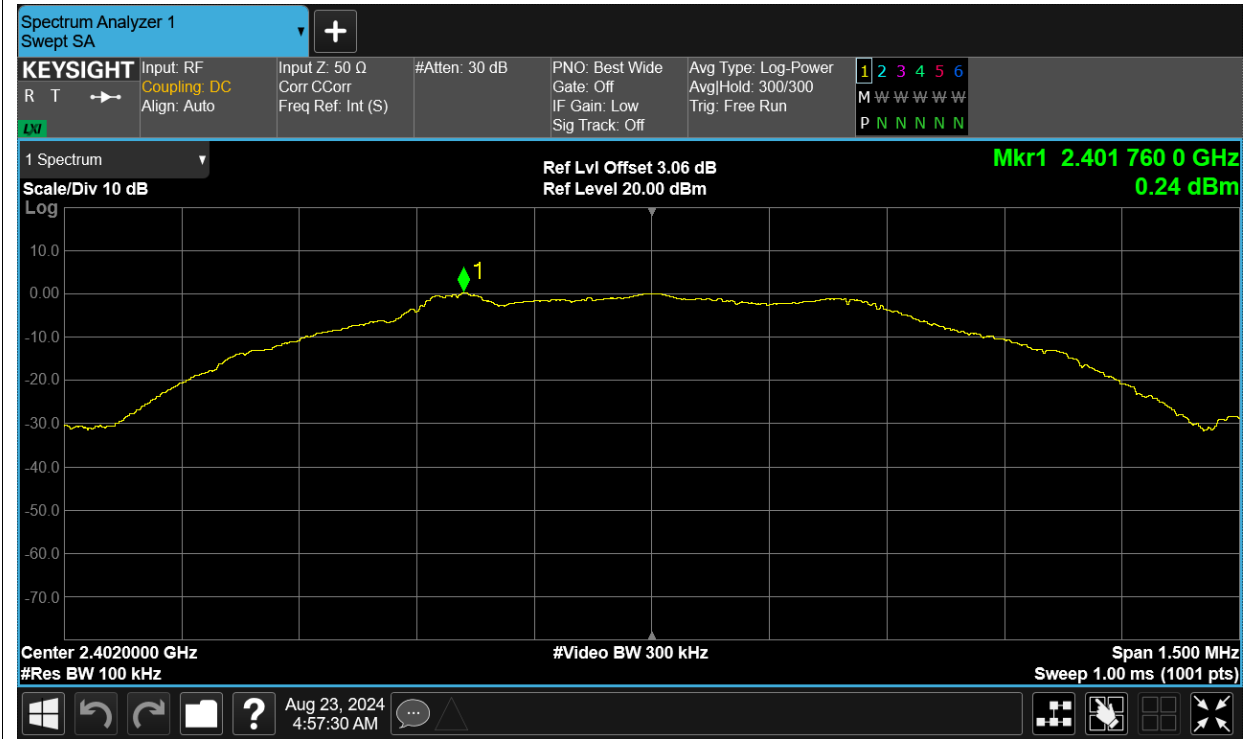 Spectrum Analyzer 1
Swept SA
KEYSIGHT
R T
LXI
Input: RF
Coupling: DC
Align: Auto
Input Z: 50 Ω
Corr CCorr
Freq Ref: Int (S)
#Atten: 30 dB
PNO: Best Wide
Gate: Off
IF Gain: Low
Sig Track: Off
Avg Type: Log-Power
Avg|Hold: 300/300
Trig: Free Run
1 2 3 4 5 6
M W W W W W
P N N N N N
1 Spectrum
Scale/Div 10 dB
Log
Ref Lvl Offset 3.06 dB
Ref Level 20.00 dBm
Mkr1 2.401 760 0 GHz
0.24 dBm
1
10.0
0.00
-10.0
-20.0
-30.0
-40.0
-50.0
-60.0
-70.0
Center 2.4020000 GHz
#Res BW 100 kHz
#Video BW 300 kHz
Span 1.500 MHz
Sweep 1.00 ms (1001 pts)
?
Aug 23, 2024
4:57:30 AM